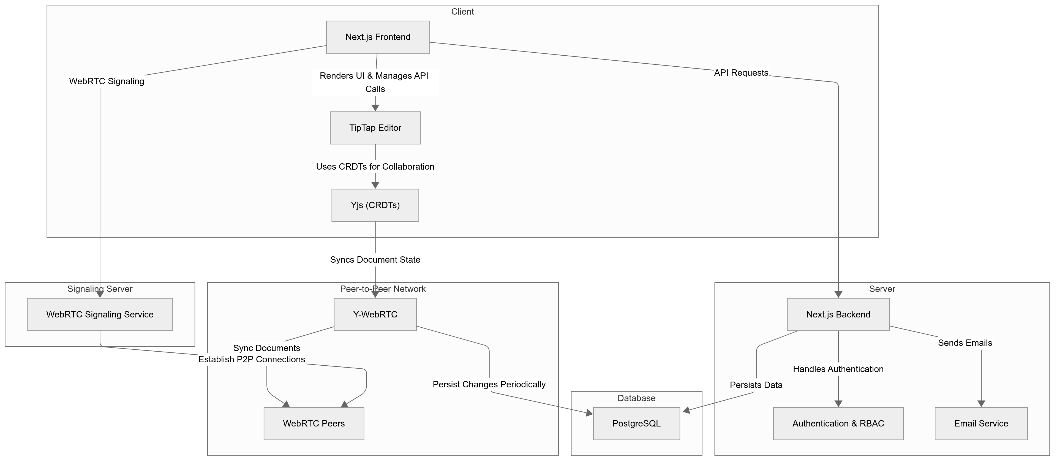 Client
Next.js Frontend
WebRTC Signaling
Renders UI & Manages API
Calls
API Requests
TipTap Editor
Uses CRDTs for Collaboration
Yjs (CRDTs)
Syncs Document State
Signaling Server
Peer-to-Peer Network
Server
WebRTC Signaling Service
Y-WebRTC
Next.js Backend
Sync Documents
Establish P2P Connections
Sends Emails
Handles Authentication
Persist Changes Periodically
Persists Data
Database
WebRTC Peers
PostgreSQL
Authentication & RBAC
Email Service